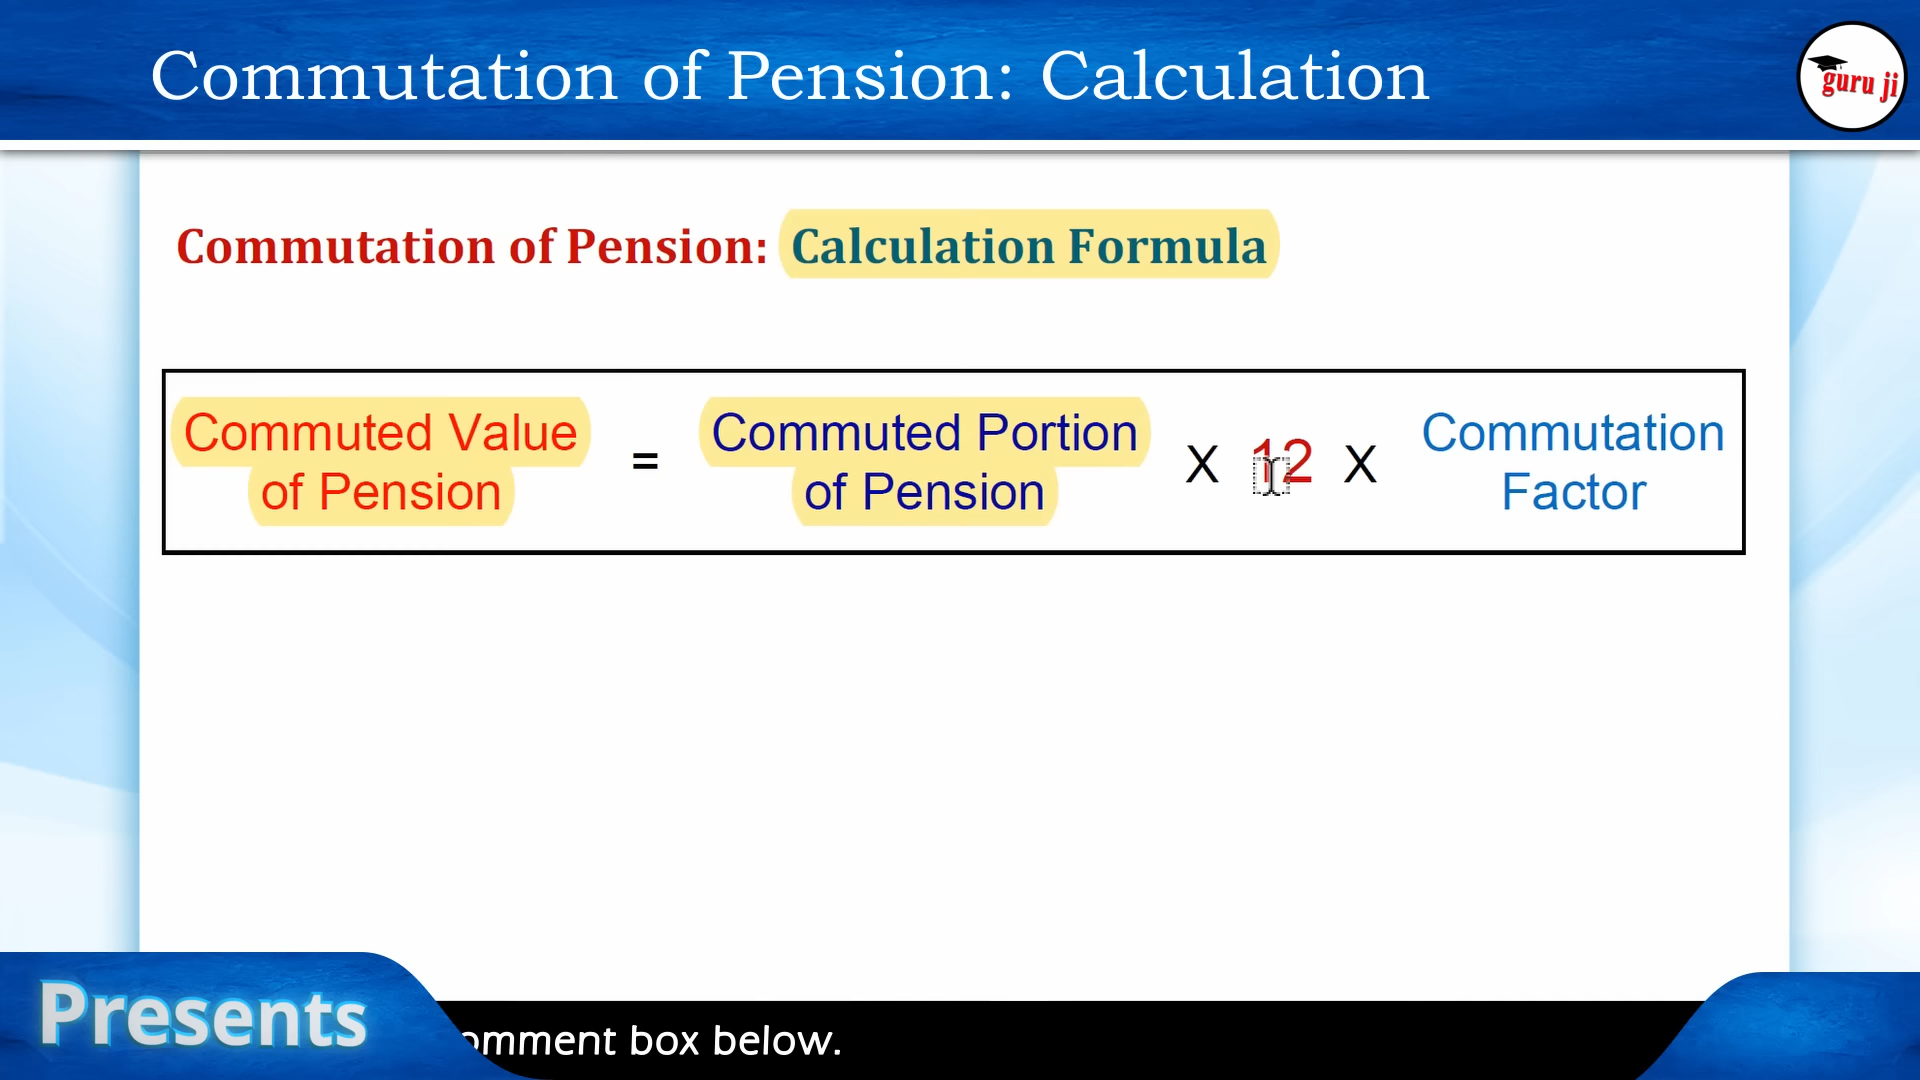 Commutation of Pension: Calculation
guru ji
Commutation of Pension: Calculation Formula
Commuted Value
of Pension
=
Commuted Portion
of Pension
X 12 X
Commutation
Factor
Presents
omment box below.